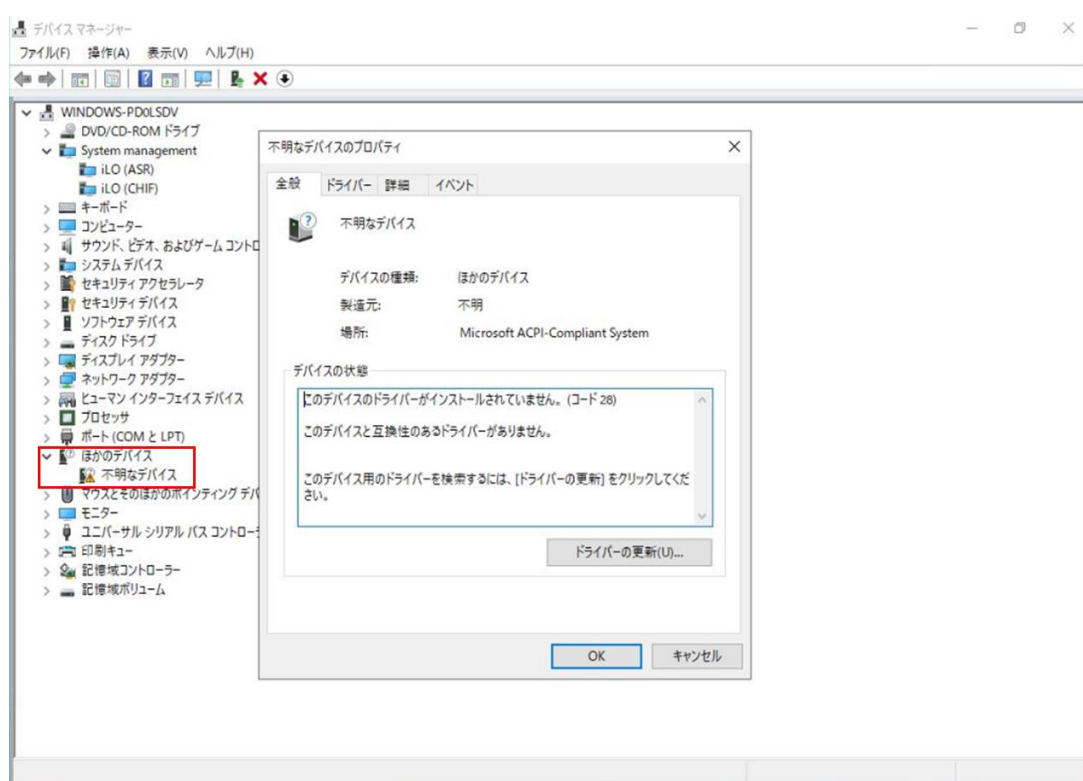 デバイス マネージャー
ファイル(F) 操作(A) 表示(V) ヘルプ(H)
WINDOWS-PD0LSDV
DVD/CD-ROM ドライブ
System management
iLO (ASR)
iLO (CHIF)
キーボード
コンピューター
サウンド、ビデオ、およびゲーム コントロ
システム デバイス
セキュリティ アクセラレータ
セキュリティ デバイス
ソフトウェア デバイス
ディスク ドライブ
ディスプレイ アダプター
ネットワーク アダプター
ヒューマン インターフェイス デバイス
プロセッサ
ポート (COM と LPT)
ほかのデバイス
不明なデバイス
マウスとそのほかのポインティング デバ
モニター
ユニバーサル シリアル バス コントローラ
印刷キュー
記憶域コントローラー
記憶域ボリューム
不明なデバイスのプロパティ
全般 ドライバー 詳細 イベント
不明なデバイス
デバイスの種類: ほかのデバイス
製造元: 不明
場所: Microsoft ACPI-Compliant System
デバイスの状態
このデバイスのドライバーがインストールされていません。 (コード 28)
このデバイスと互換性のあるドライバーがありません。
このデバイス用のドライバーを検索するには、[ドライバーの更新] をクリックしてくだ
さい。
ドライバーの更新(U)...
OK キャンセル